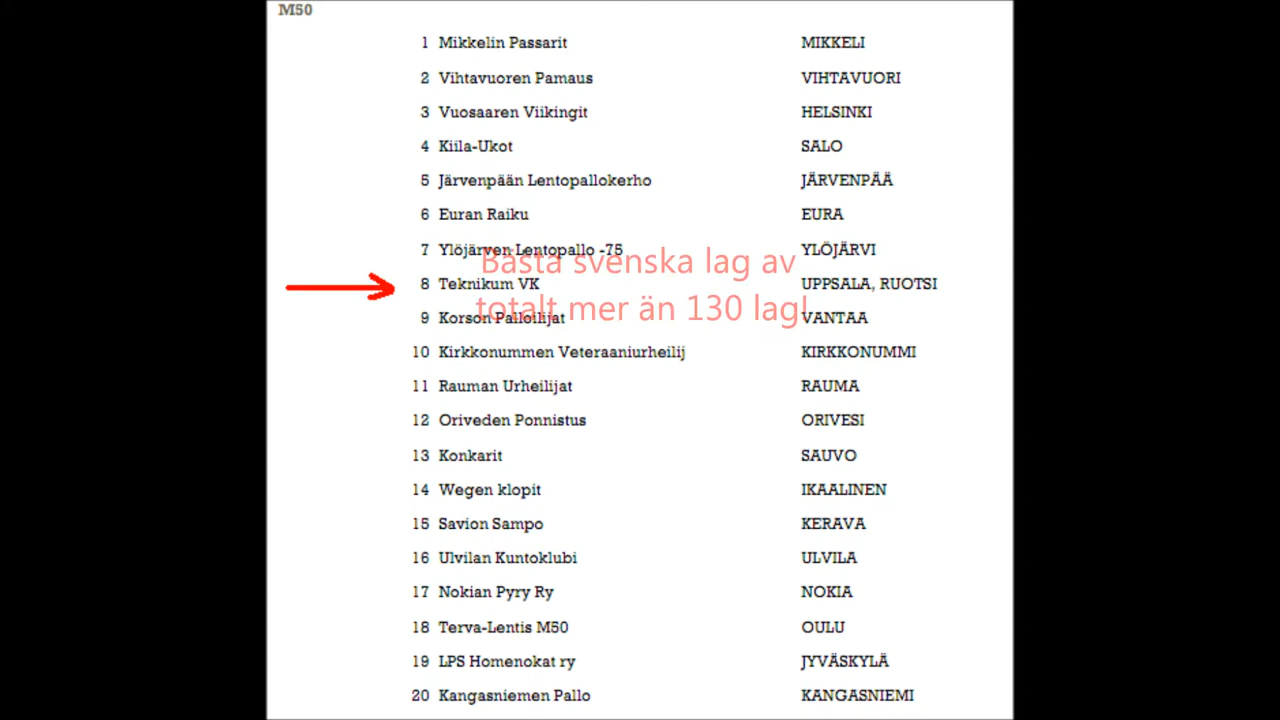 M50
1 Mikkelin Passarit MIKKELI
2 Vihtavuoren Pamaus VIHTAVUORI
3 Vuosaaren Viikingit HELSINKI
4 Kiila-Ukot SALO
5 Järvenpään Lentopallokerho JÄRVENPÄÄ
6 Euran Raiku EURA
7 Ylöjärven Lentopallo -75 YLÖJÄRVI
Bästa svenska lag av
8 Teknikum VK UPPSALA, RUOTSI
totalt mer än 130 lag!
9 Korson Palloilijat VANTAA
10 Kirkkonummen Veteraaniurheilij KIRKKONUMMI
11 Rauman Urheilijat RAUMA
12 Oriveden Ponnistus ORIVESI
13 Konkarit SAUVO
14 Wegen klopit IKAALINEN
15 Savion Sampo KERAVA
16 Ulvilan Kuntoklubi ULVILA
17 Nokian Pyry Ry NOKIA
18 Terva-Lentis M50 OULU
19 LPS Homenokat ry JYVÄSKYLÄ
20 Kangasniemen Pallo KANGASNIEMI